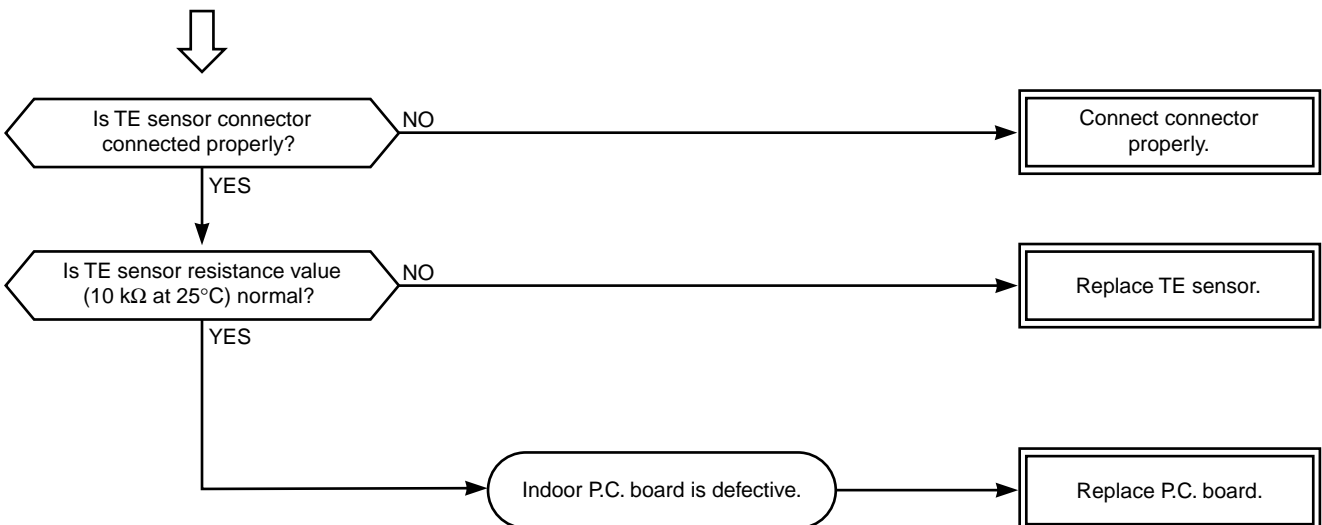 Is TE sensor connector
connected properly?
NO
Connect connector
properly.
YES
Is TE sensor resistance value
(10 kΩ at 25°C) normal?
NO
Replace TE sensor.
YES
Indoor P.C. board is defective.
Replace P.C. board.